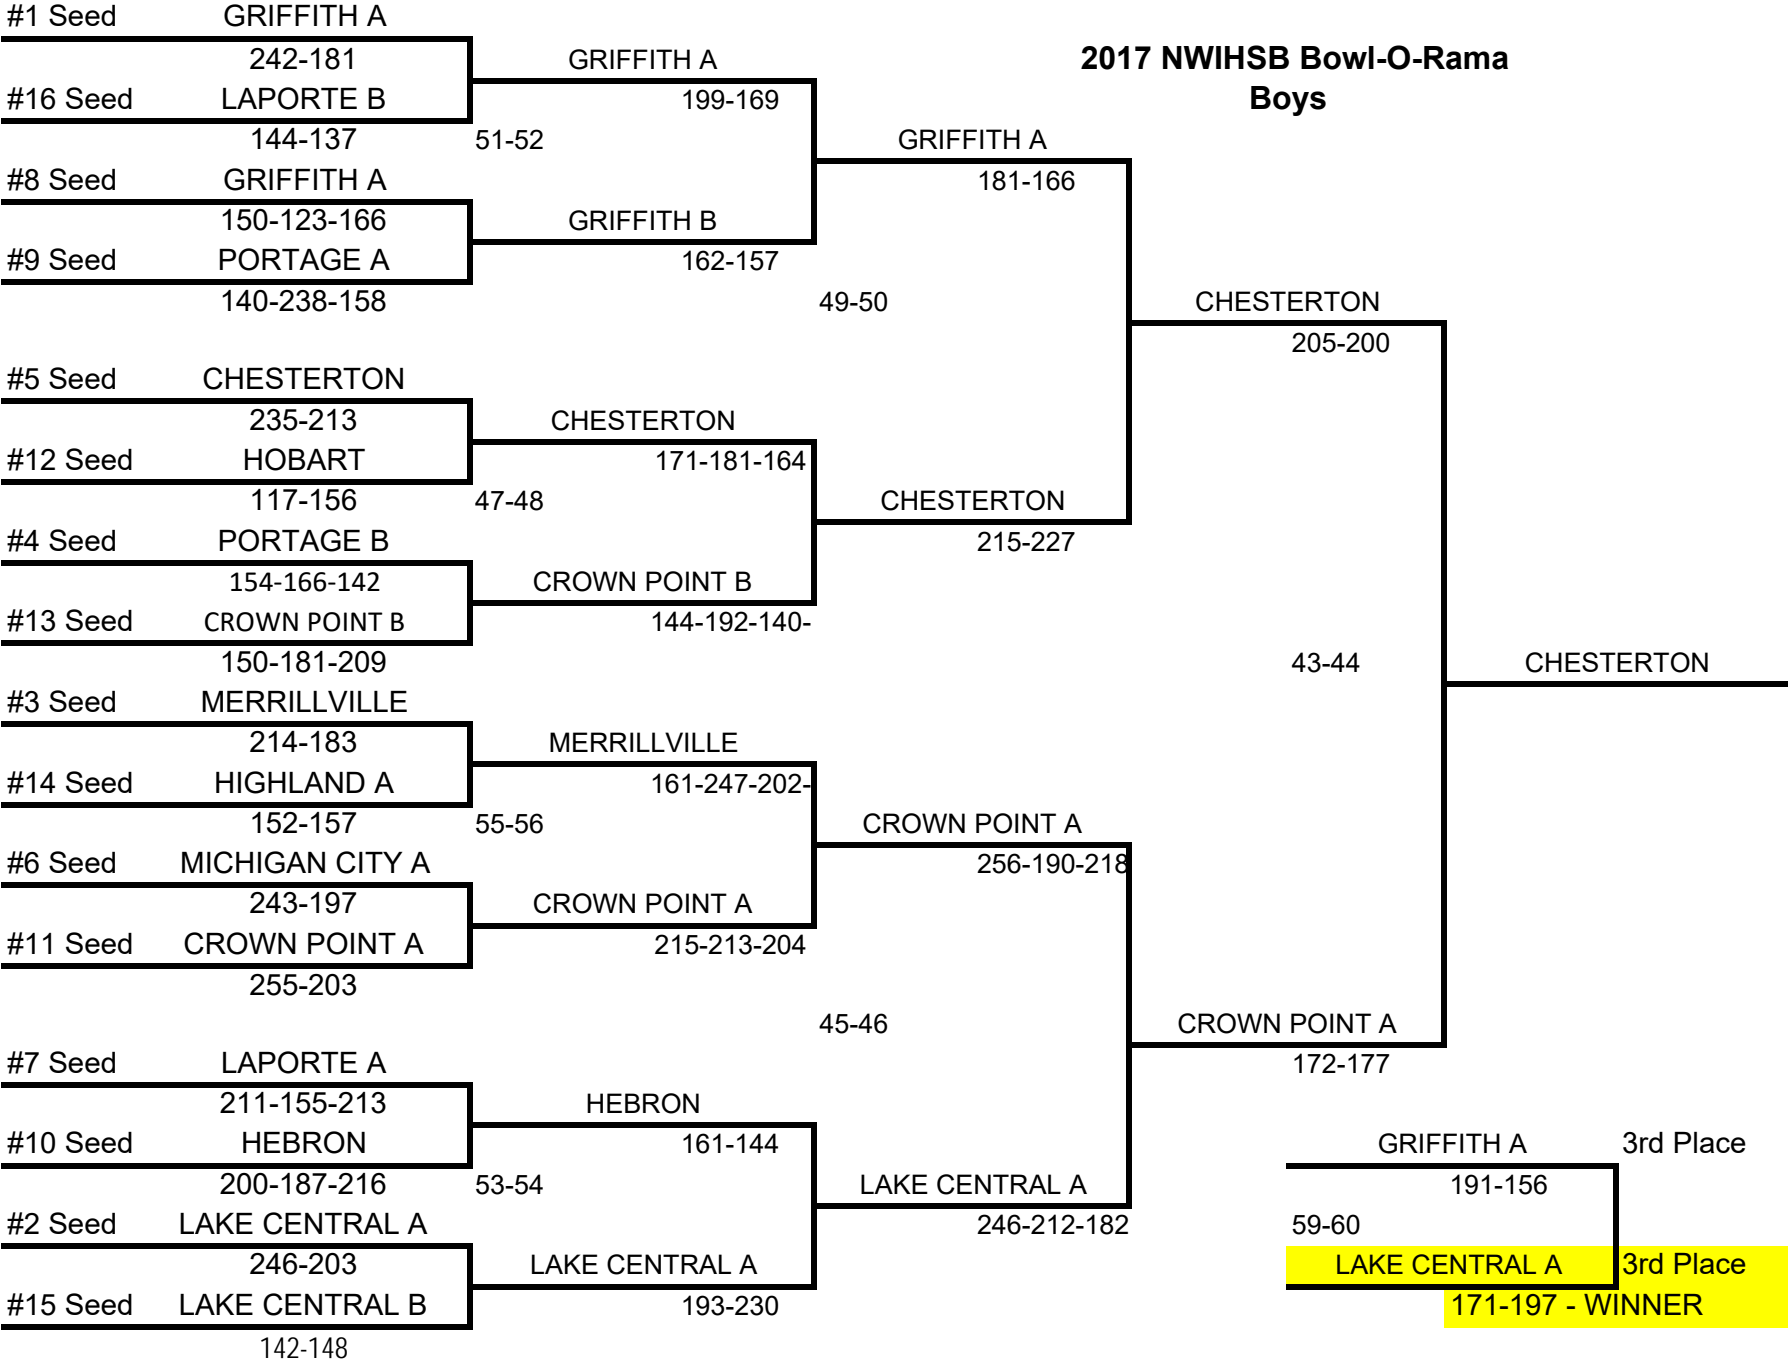 #1 Seed GRIFFITH A
242-181 GRIFFITH A 2017 NWIHSB Bowl-O-Rama
#16 Seed LAPORTE B 199-169 Boys
144-137 51-52 GRIFFITH A
#8 Seed GRIFFITH A 181-166
150-123-166 GRIFFITH B
#9 Seed PORTAGE A 162-157
140-238-158 49-50 CHESTERTON
205-200
#5 Seed CHESTERTON
235-213 CHESTERTON
#12 Seed HOBART 171-181-164
117-156 47-48 CHESTERTON
#4 Seed PORTAGE B 215-227
154-166-142 CROWN POINT B
#13 Seed CROWN POINT B 144-192-140-
150-181-209 43-44 CHESTERTON
#3 Seed MERRILLVILLE
214-183 MERRILLVILLE
#14 Seed HIGHLAND A 161-247-202-
152-157 55-56 CROWN POINT A
#6 Seed MICHIGAN CITY A 256-190-218
243-197 CROWN POINT A
#11 Seed CROWN POINT A 215-213-204
255-203
45-46 CROWN POINT A
#7 Seed LAPORTE A 172-177
211-155-213 HEBRON
#10 Seed HEBRON 161-144 GRIFFITH A 3rd Place
200-187-216 53-54 LAKE CENTRAL A 191-156
#2 Seed LAKE CENTRAL A 246-212-182 59-60
246-203 LAKE CENTRAL A LAKE CENTRAL A 3rd Place
#15 Seed LAKE CENTRAL B 193-230 171-197 - WINNER
142-148